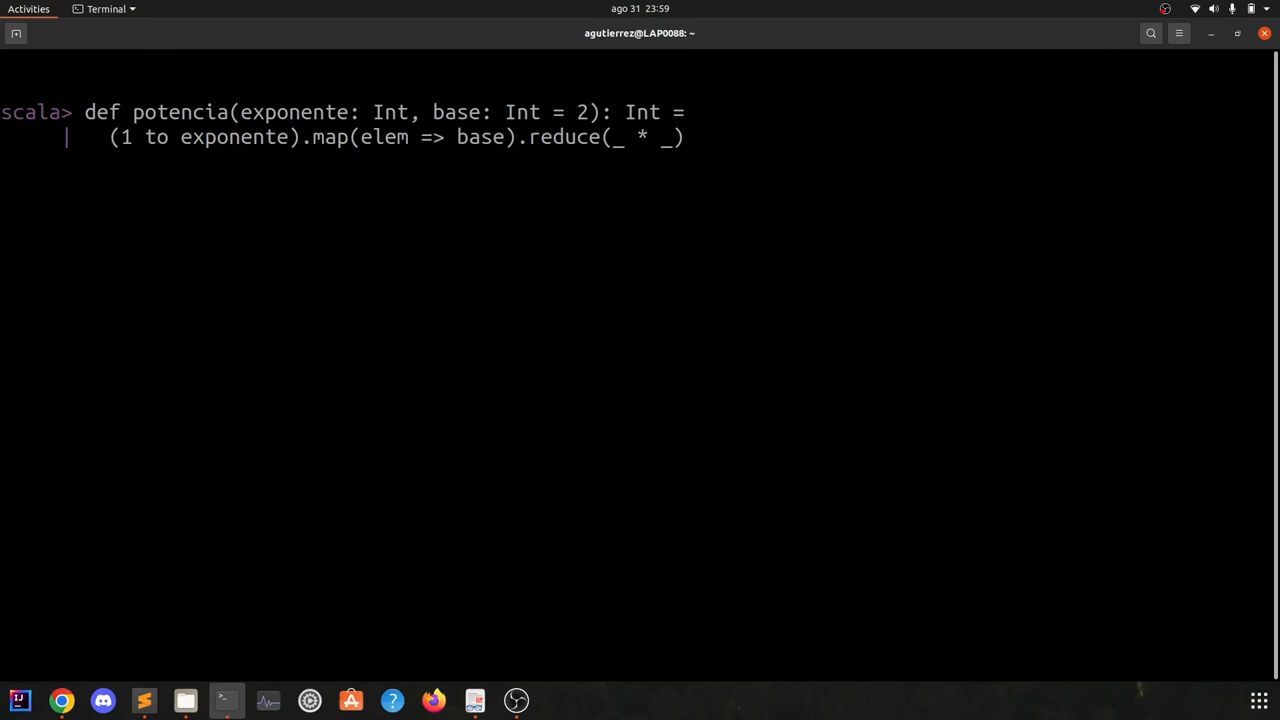 Activities
Terminal
ago 31 23:59
agutierrez@LAP0088: ~
scala> def potencia(exponente: Int, base: Int = 2): Int =
     |   (1 to exponente).map(elem => base).reduce(_ * _)